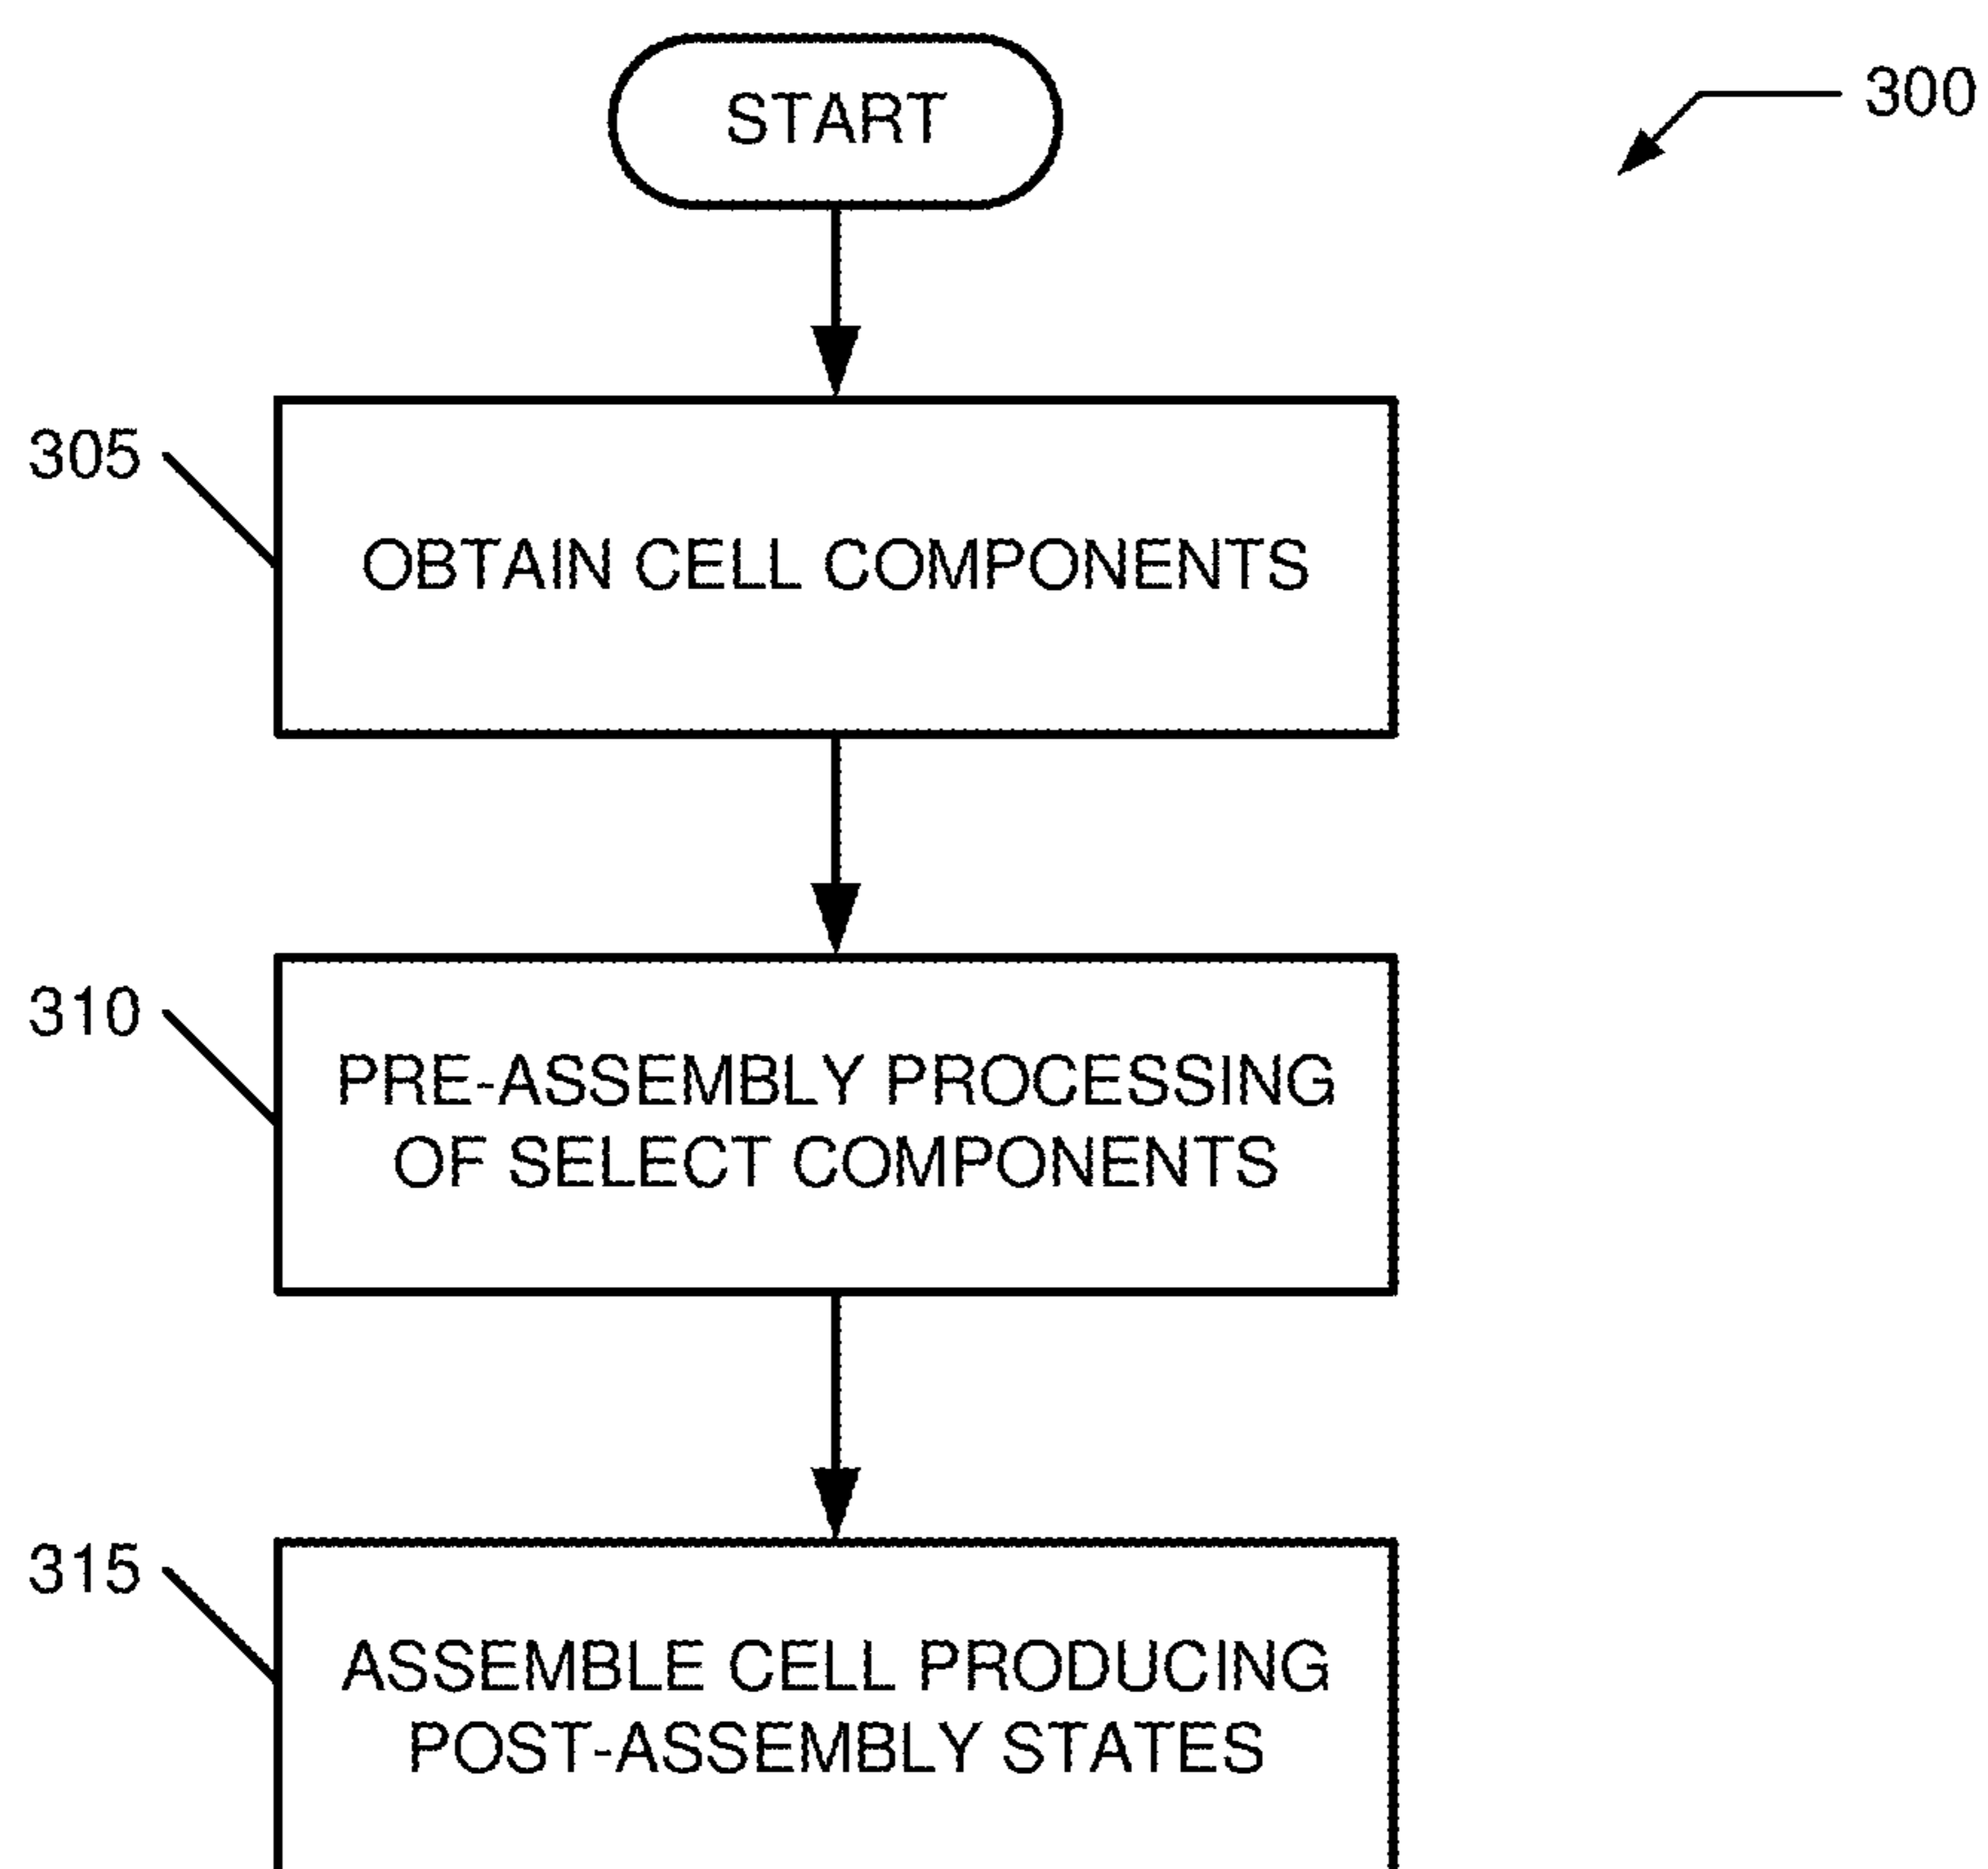 START
300
305
OBTAIN CELL COMPONENTS
310
PRE-ASSEMBLY PROCESSING
OF SELECT COMPONENTS
315
ASSEMBLE CELL PRODUCING
POST-ASSEMBLY STATES